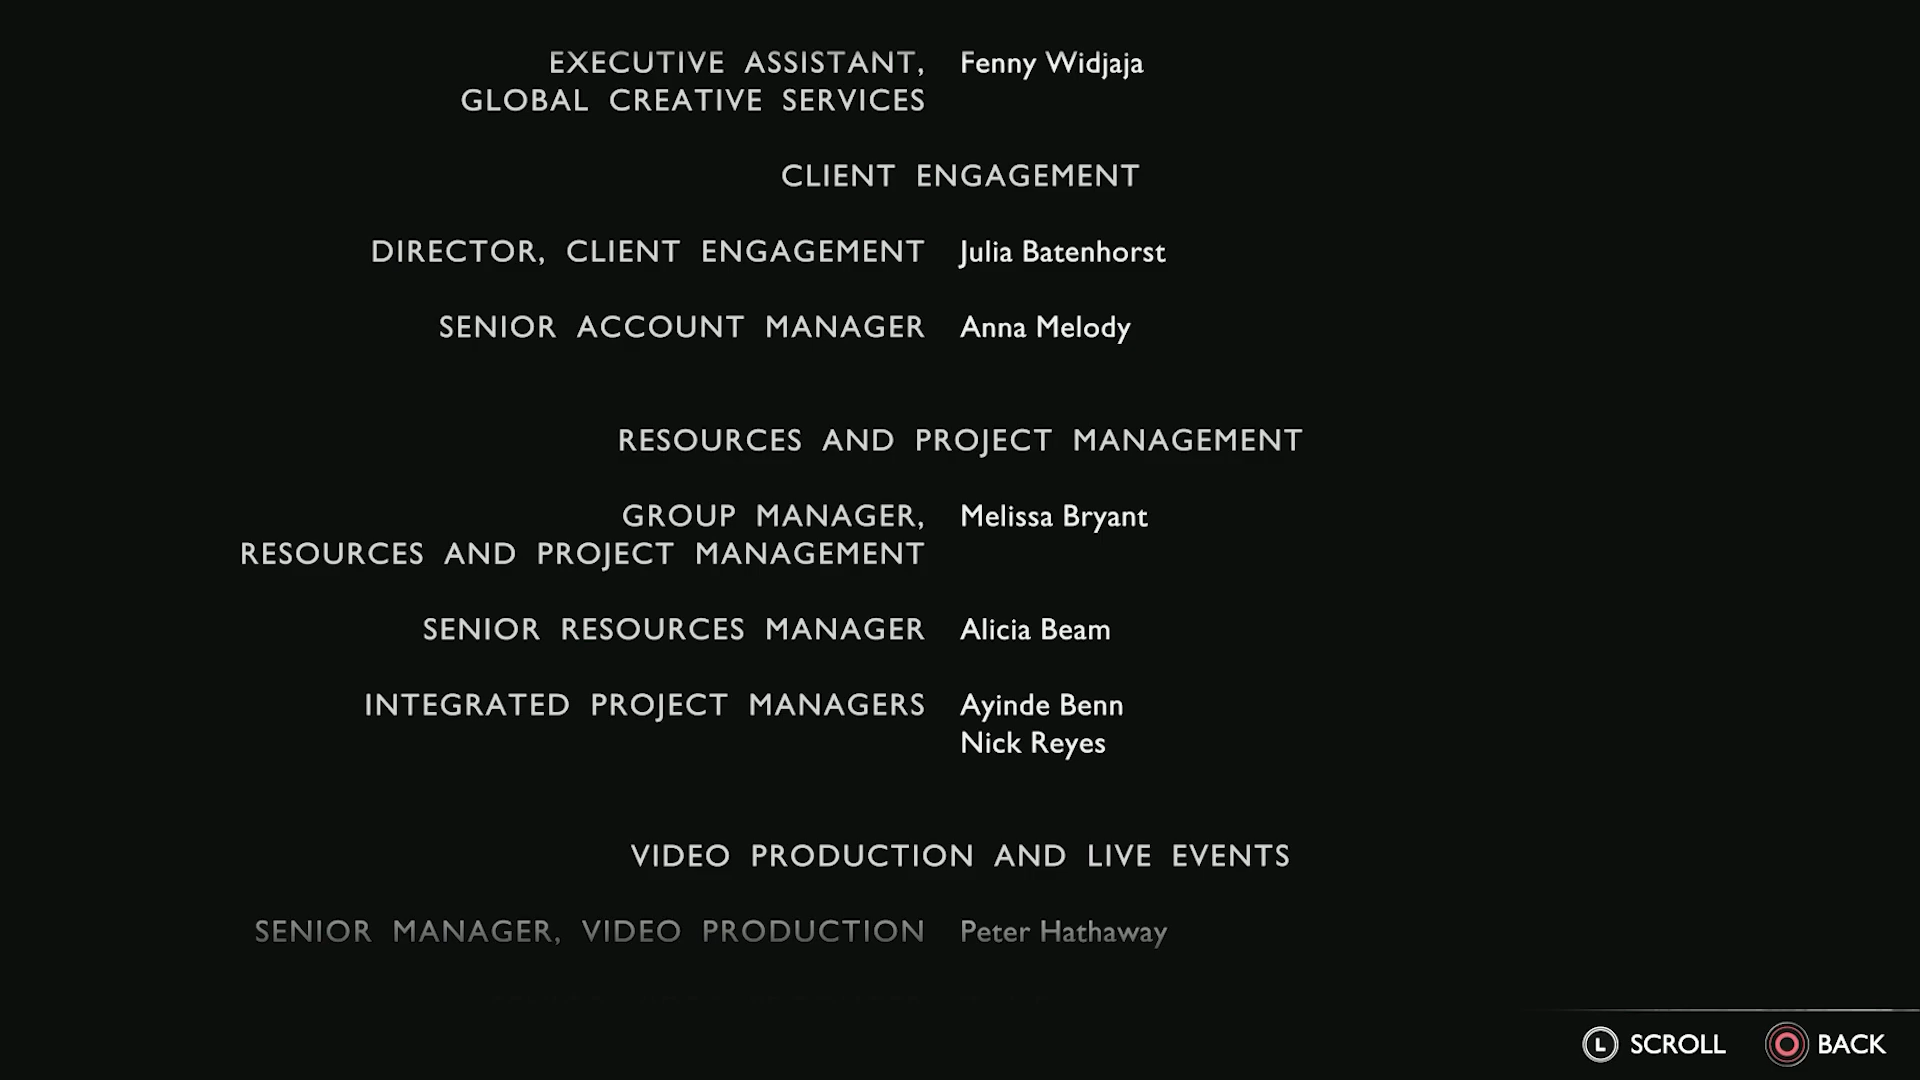 EXECUTIVE ASSISTANT, Fenny Widjaja
GLOBAL CREATIVE SERVICES
CLIENT ENGAGEMENT
DIRECTOR, CLIENT ENGAGEMENT Julia Batenhorst
SENIOR ACCOUNT MANAGER Anna Melody
RESOURCES AND PROJECT MANAGEMENT
GROUP MANAGER, Melissa Bryant
RESOURCES AND PROJECT MANAGEMENT
SENIOR RESOURCES MANAGER Alicia Beam
INTEGRATED PROJECT MANAGERS Ayinde Benn
Nick Reyes
VIDEO PRODUCTION AND LIVE EVENTS
SENIOR MANAGER, VIDEO PRODUCTION Peter Hathaway
L SCROLL BACK